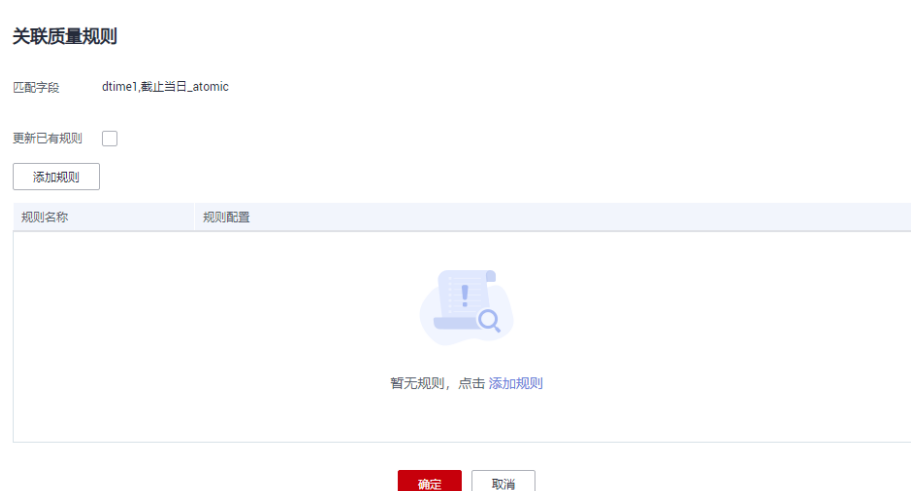 关联质量规则
匹配字段 dtime1,截止当日_atomic
更新已有规则
添加规则
规则名称 规则配置
暂无规则，点击 添加规则
确定 取消